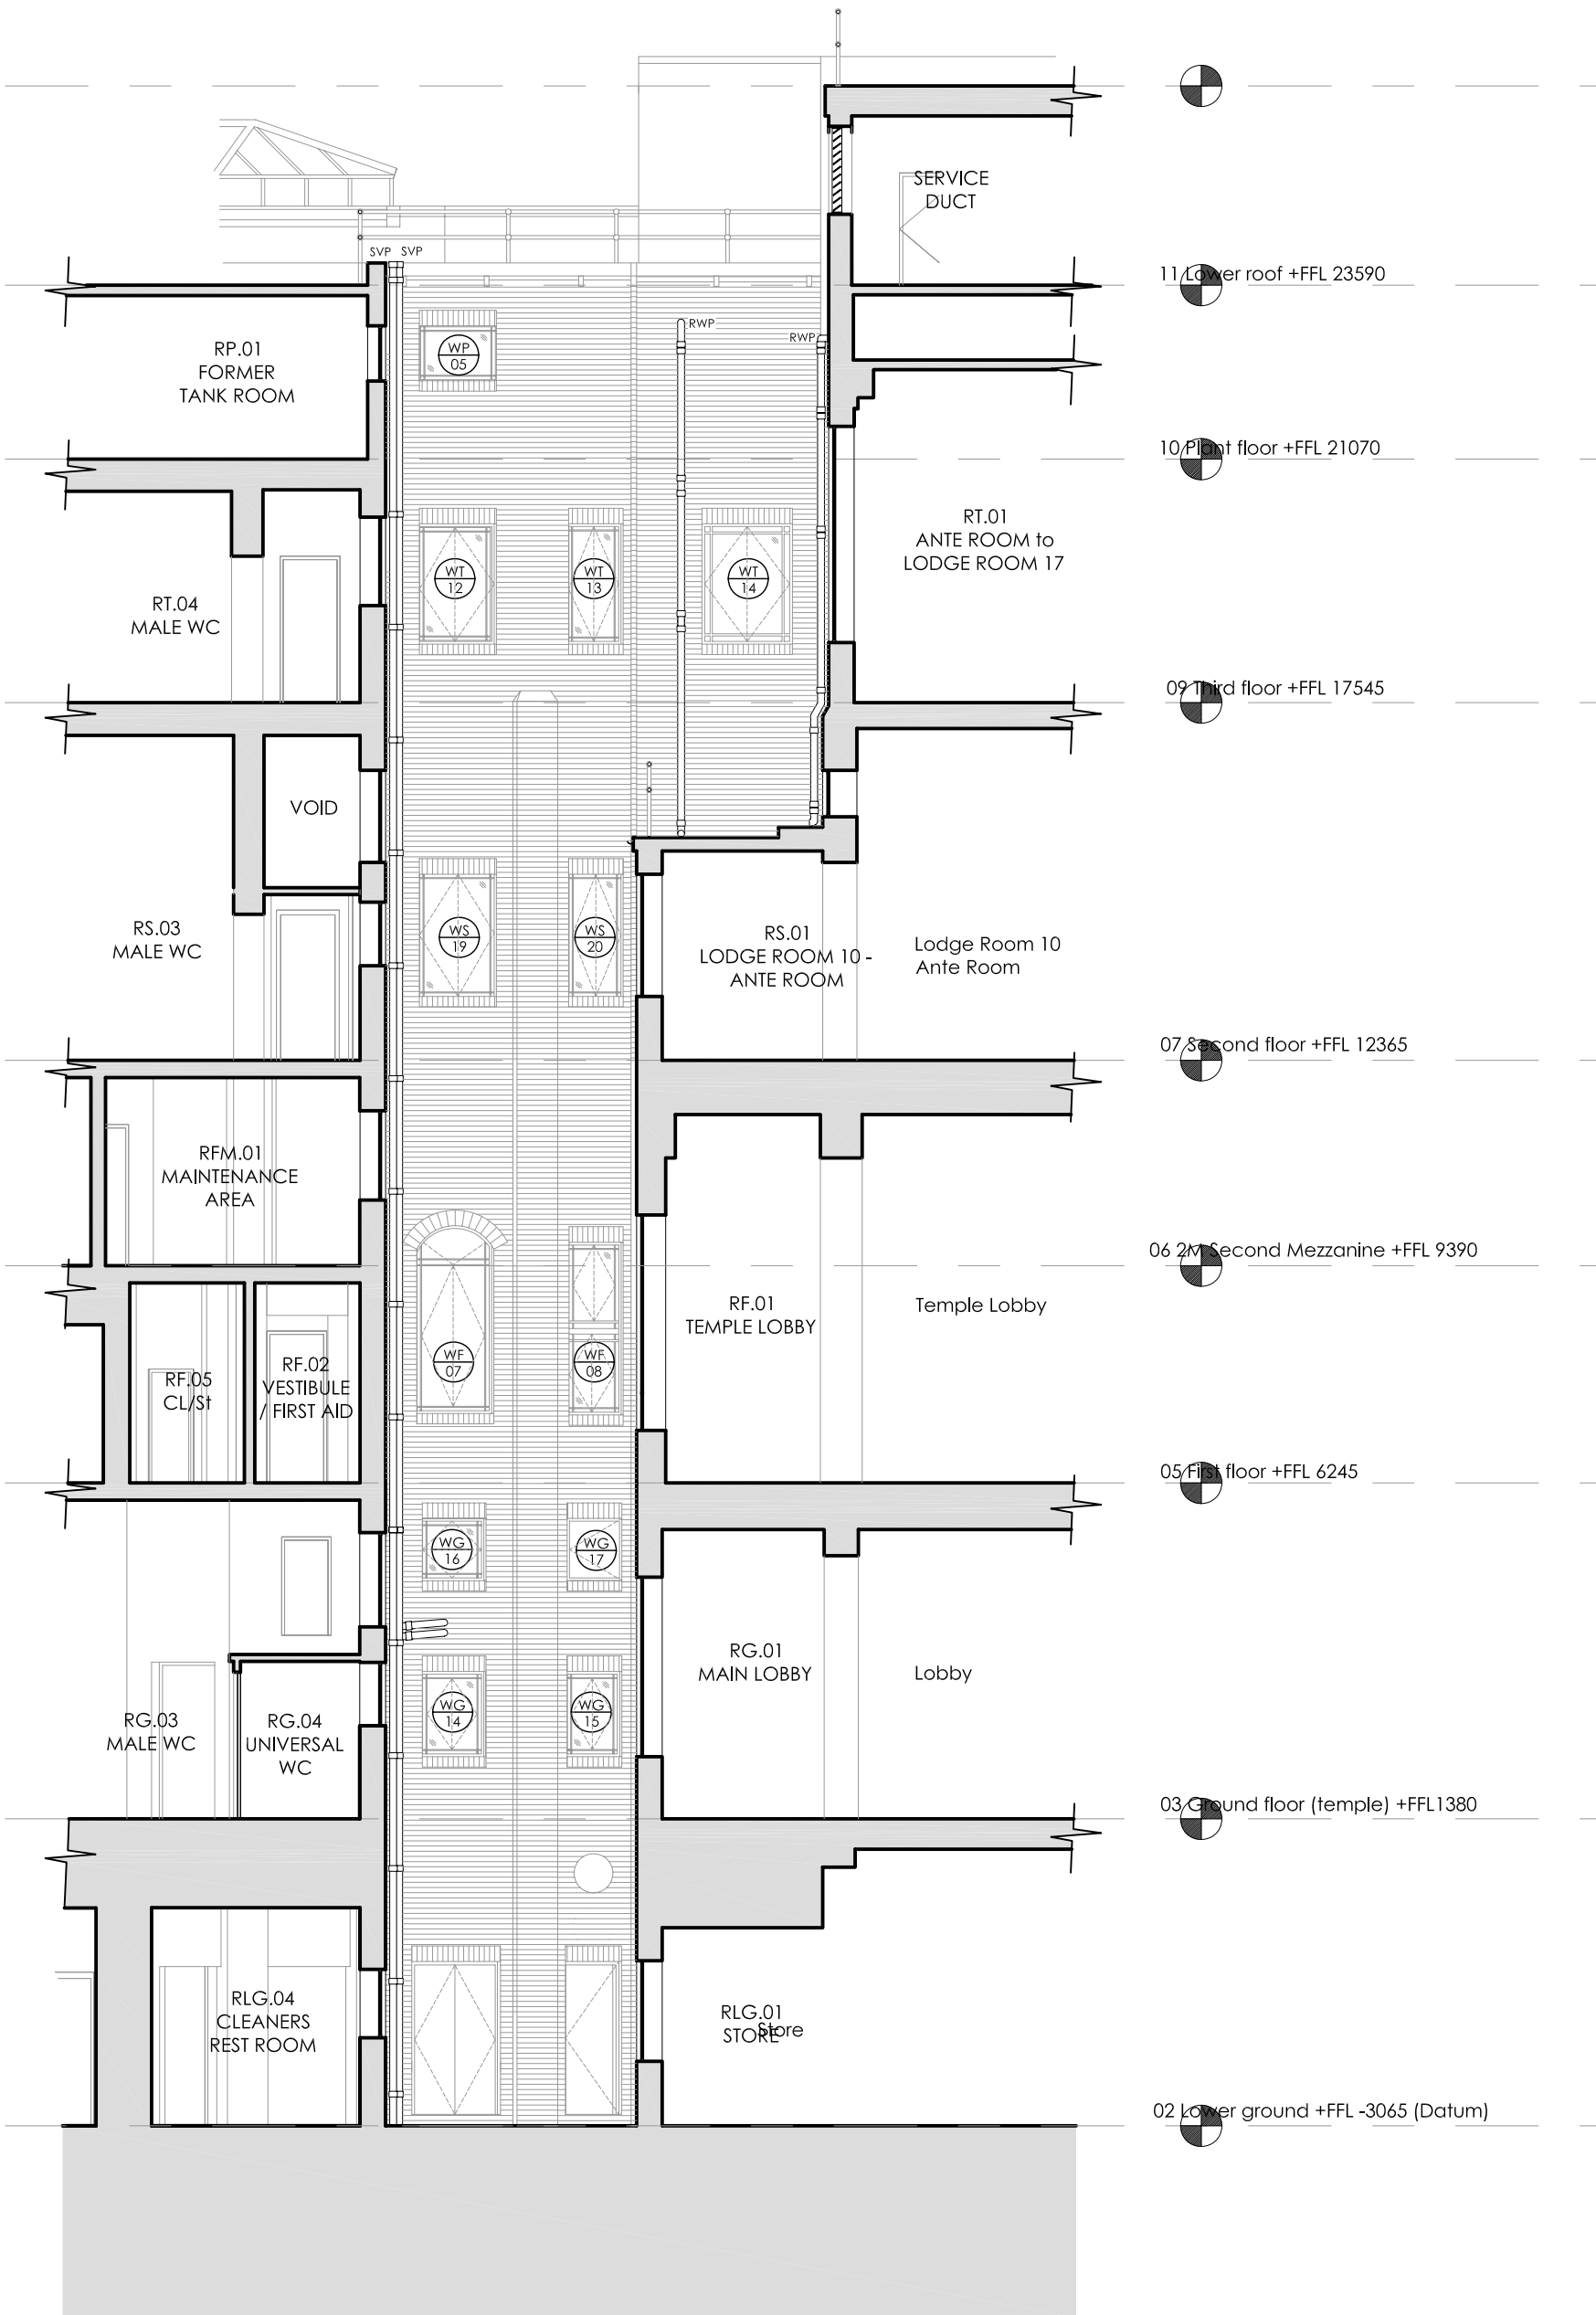 SERVICE
DUCT
SVP SVP
11 Lower roof +FFL 23590
RWP
RWP
RP.01
FORMER
TANK ROOM
WP
05
10 Plant floor +FFL 21070
RT.01
ANTE ROOM to
LODGE ROOM 17
WT
12
WT
13
WT
14
RT.04
MALE WC
09 Third floor +FFL 17545
VOID
RS.03
MALE WC
WS
19
WS
20
RS.01
LODGE ROOM 10 -
ANTE ROOM
Lodge Room 10
Ante Room
07 Second floor +FFL 12365
RFM.01
MAINTENANCE
AREA
06 2M Second Mezzanine +FFL 9390
RF.01
TEMPLE LOBBY
Temple Lobby
WF
07
WF
08
RF.05
CL/St
RF.02
VESTIBULE
/ FIRST AID
05 First floor +FFL 6245
WG
16
WG
17
RG.01
MAIN LOBBY
Lobby
WG
14
WG
15
RG.03
MALE WC
RG.04
UNIVERSAL
WC
03 Ground floor (temple) +FFL1380
RLG.04
CLEANERS
REST ROOM
RLG.01
STORE
Store
02 Lower ground +FFL -3065 (Datum)